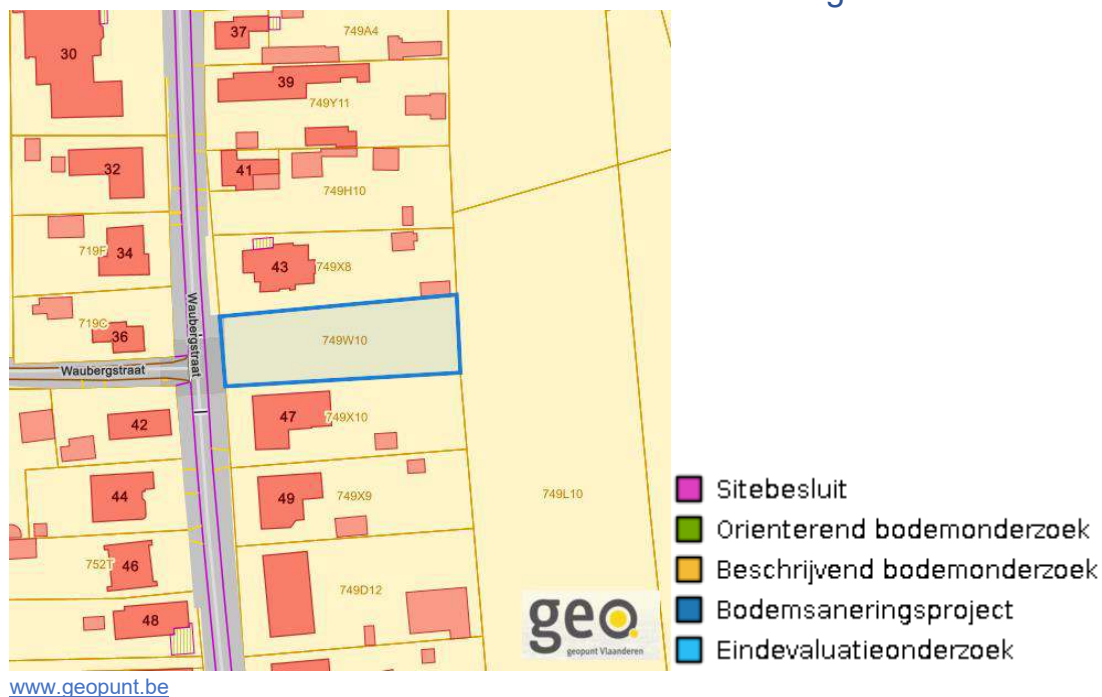 g
37
749A4
30
39
749Y11
32
41
749H10
719F
34
43
749X8
Waubergstraat
719C
36
749W10
Waubergstraat
42
47
749X10
44
49
749X9
749L10
752T
46
749D12
48
geo
geopunt Vlaanderen
Sitebesluit
Orienterend bodemonderzoek
Beschrijvend bodemonderzoek
Bodemsaneringsproject
Eindevaluatieonderzoek
www.geopunt.be